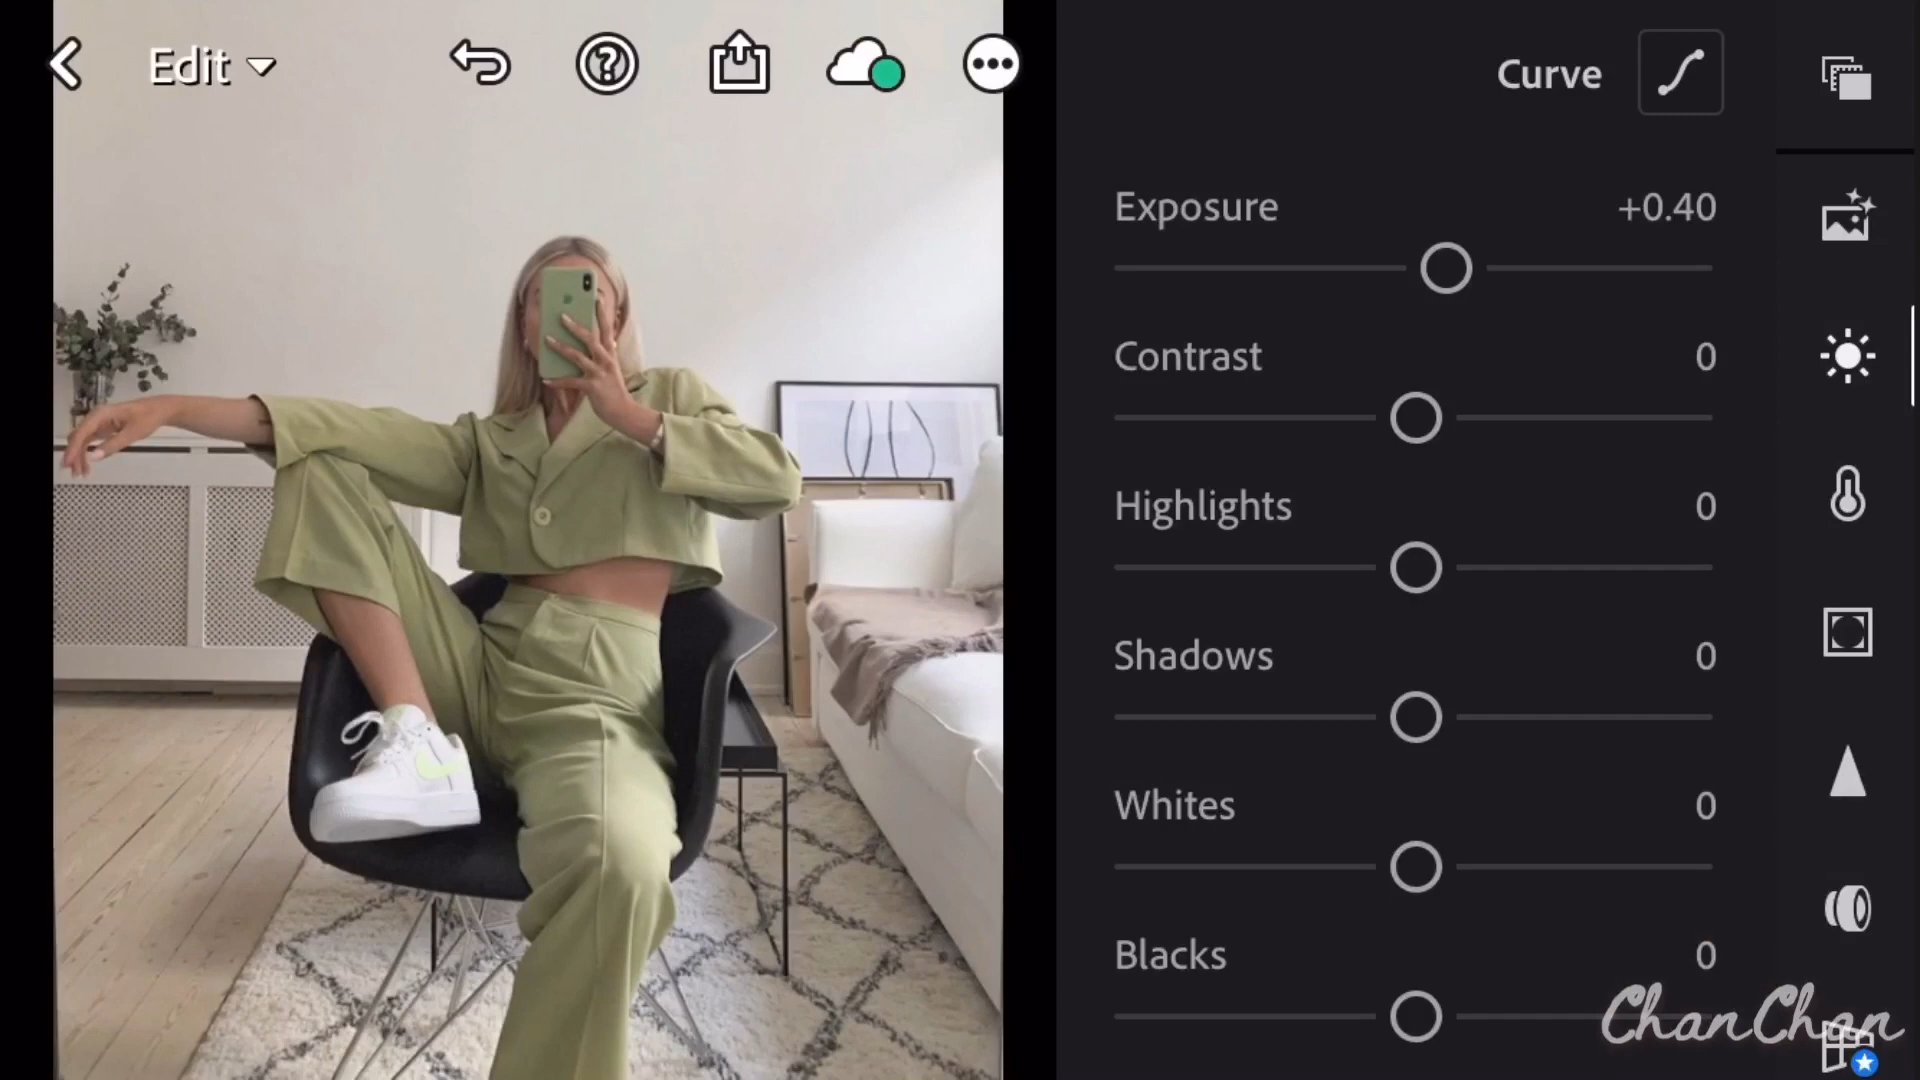 Edit
Curve
Exposure +0.40
Contrast 0
Highlights 0
Shadows 0
Whites 0
Blacks 0
ChanChan